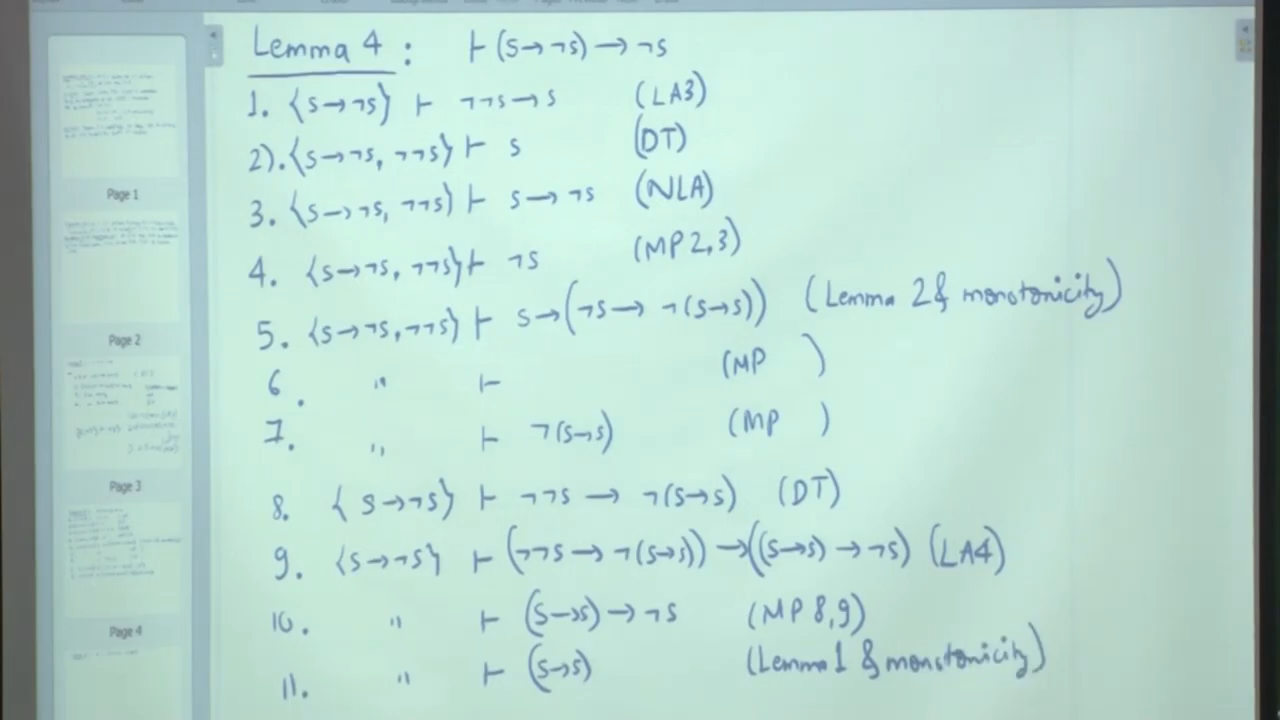 Lemma 4 : ⊢ (s→¬s) → ¬s
1. {s→¬s} ⊢ ¬¬s→s (LA3)
2). {s→¬s, ¬¬s} ⊢ s (DT)
3. {s→¬s, ¬¬s} ⊢ s→¬s (NLA)
4. {s→¬s, ¬¬s} ⊢ ¬s (MP 2,3)
5. {s→¬s, ¬¬s} ⊢ s→(¬s→ ¬(s→s)) (Lemma 2 & monotonicity)
6. " ⊢ (MP )
7. " ⊢ ¬(s→s) (MP )
8. {s→¬s} ⊢ ¬¬s → ¬(s→s) (DT)
9. {s→¬s} ⊢ (¬¬s → ¬(s→s)) → ((s→s) → ¬s) (LA4)
10. " ⊢ (s→s) → ¬s (MP 8,9)
11. " ⊢ (s→s) (Lemma 1 & monotonicity)
Page 1
Page 2
Page 3
Page 4